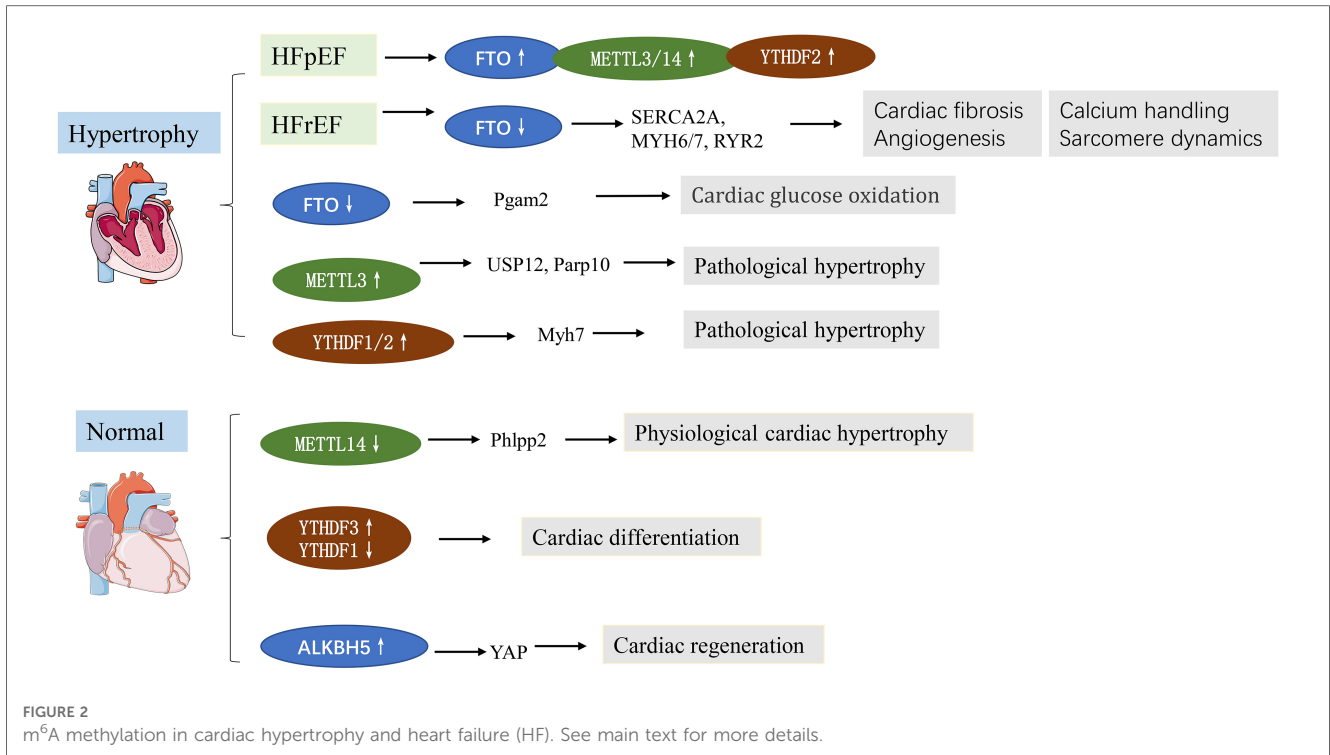 HFpEF
FTO ↑
METTL3/14 ↑
YTHDF2 ↑
Hypertrophy
HFrEF
FTO ↓
SERCA2A,
MYH6/7, RYR2
Cardiac fibrosis
Angiogenesis
Calcium handling
Sarcomere dynamics
FTO ↓
Pgam2
Cardiac glucose oxidation
METTL3 ↑
USP12, Parp10
Pathological hypertrophy
YTHDF1/2 ↑
Myh7
Pathological hypertrophy
Normal
METTL14 ↓
Phlpp2
Physiological cardiac hypertrophy
YTHDF3 ↑
YTHDF1 ↓
Cardiac differentiation
ALKBH5 ↑
YAP
Cardiac regeneration
FIGURE 2
m⁶A methylation in cardiac hypertrophy and heart failure (HF). See main text for more details.